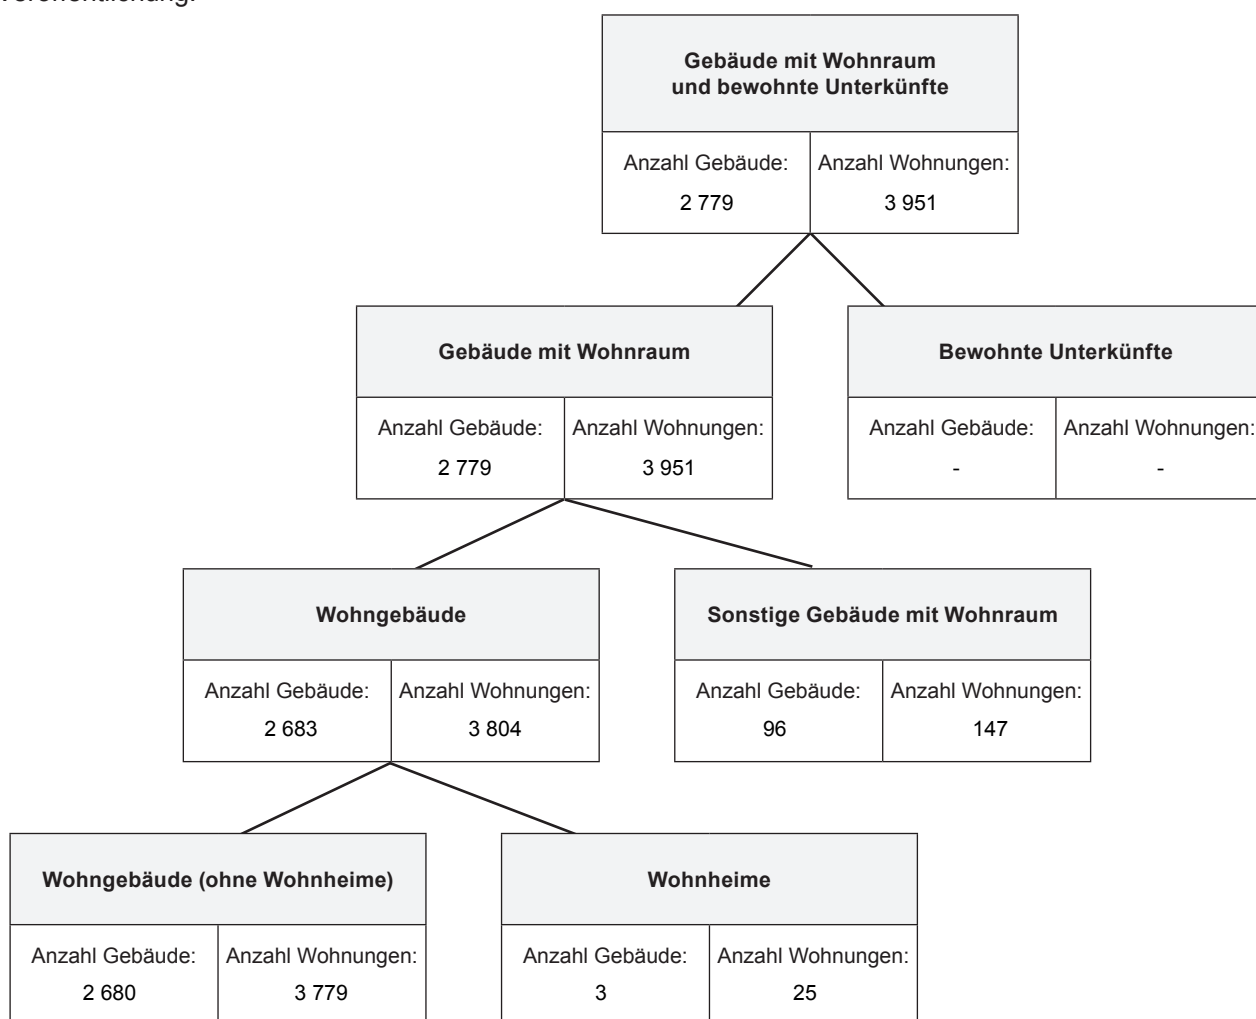 Veröffentlichung.
Gebäude mit Wohnraum
und bewohnte Unterkünfte
Anzahl Gebäude: Anzahl Wohnungen:
2 779 3 951
Gebäude mit Wohnraum Bewohnte Unterkünfte
Anzahl Gebäude: Anzahl Wohnungen: Anzahl Gebäude: Anzahl Wohnungen:
2 779 3 951 - -
Wohngebäude Sonstige Gebäude mit Wohnraum
Anzahl Gebäude: Anzahl Wohnungen: Anzahl Gebäude: Anzahl Wohnungen:
2 683 3 804 96 147
Wohngebäude (ohne Wohnheime) Wohnheime
Anzahl Gebäude: Anzahl Wohnungen: Anzahl Gebäude: Anzahl Wohnungen:
2 680 3 779 3 25